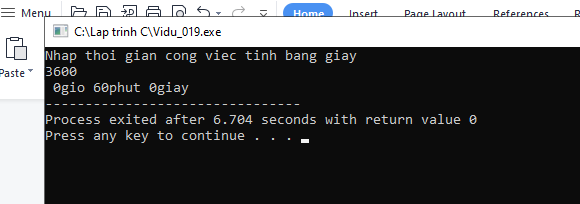 Menu
Home
Insert
Page Layout
References
Paste
C:\Lap trinh C\Vidu_019.exe
Nhap thoi gian cong viec tinh bang giay
3600
0gio 60phut 0giay
--------------------------------
Process exited after 6.704 seconds with return value 0
Press any key to continue . . .